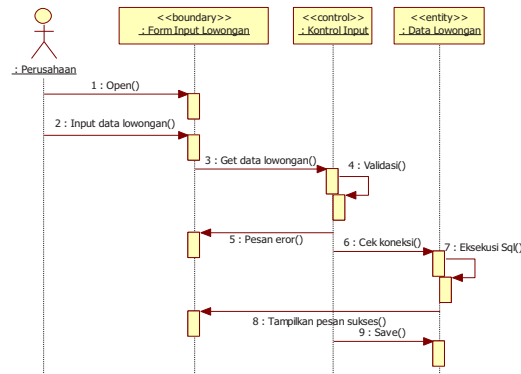 <<boundary>>
: Form Input Lowongan
<<control>>
: Kontrol Input
<<entity>>
: Data Lowongan
: Perusahaan
1 : Open()
2 : Input data lowongan()
3 : Get data lowongan()
4 : Validasi()
5 : Pesan eror()
6 : Cek koneksi()
7 : Eksekusi Sql()
8 : Tampilkan pesan sukses()
9 : Save()